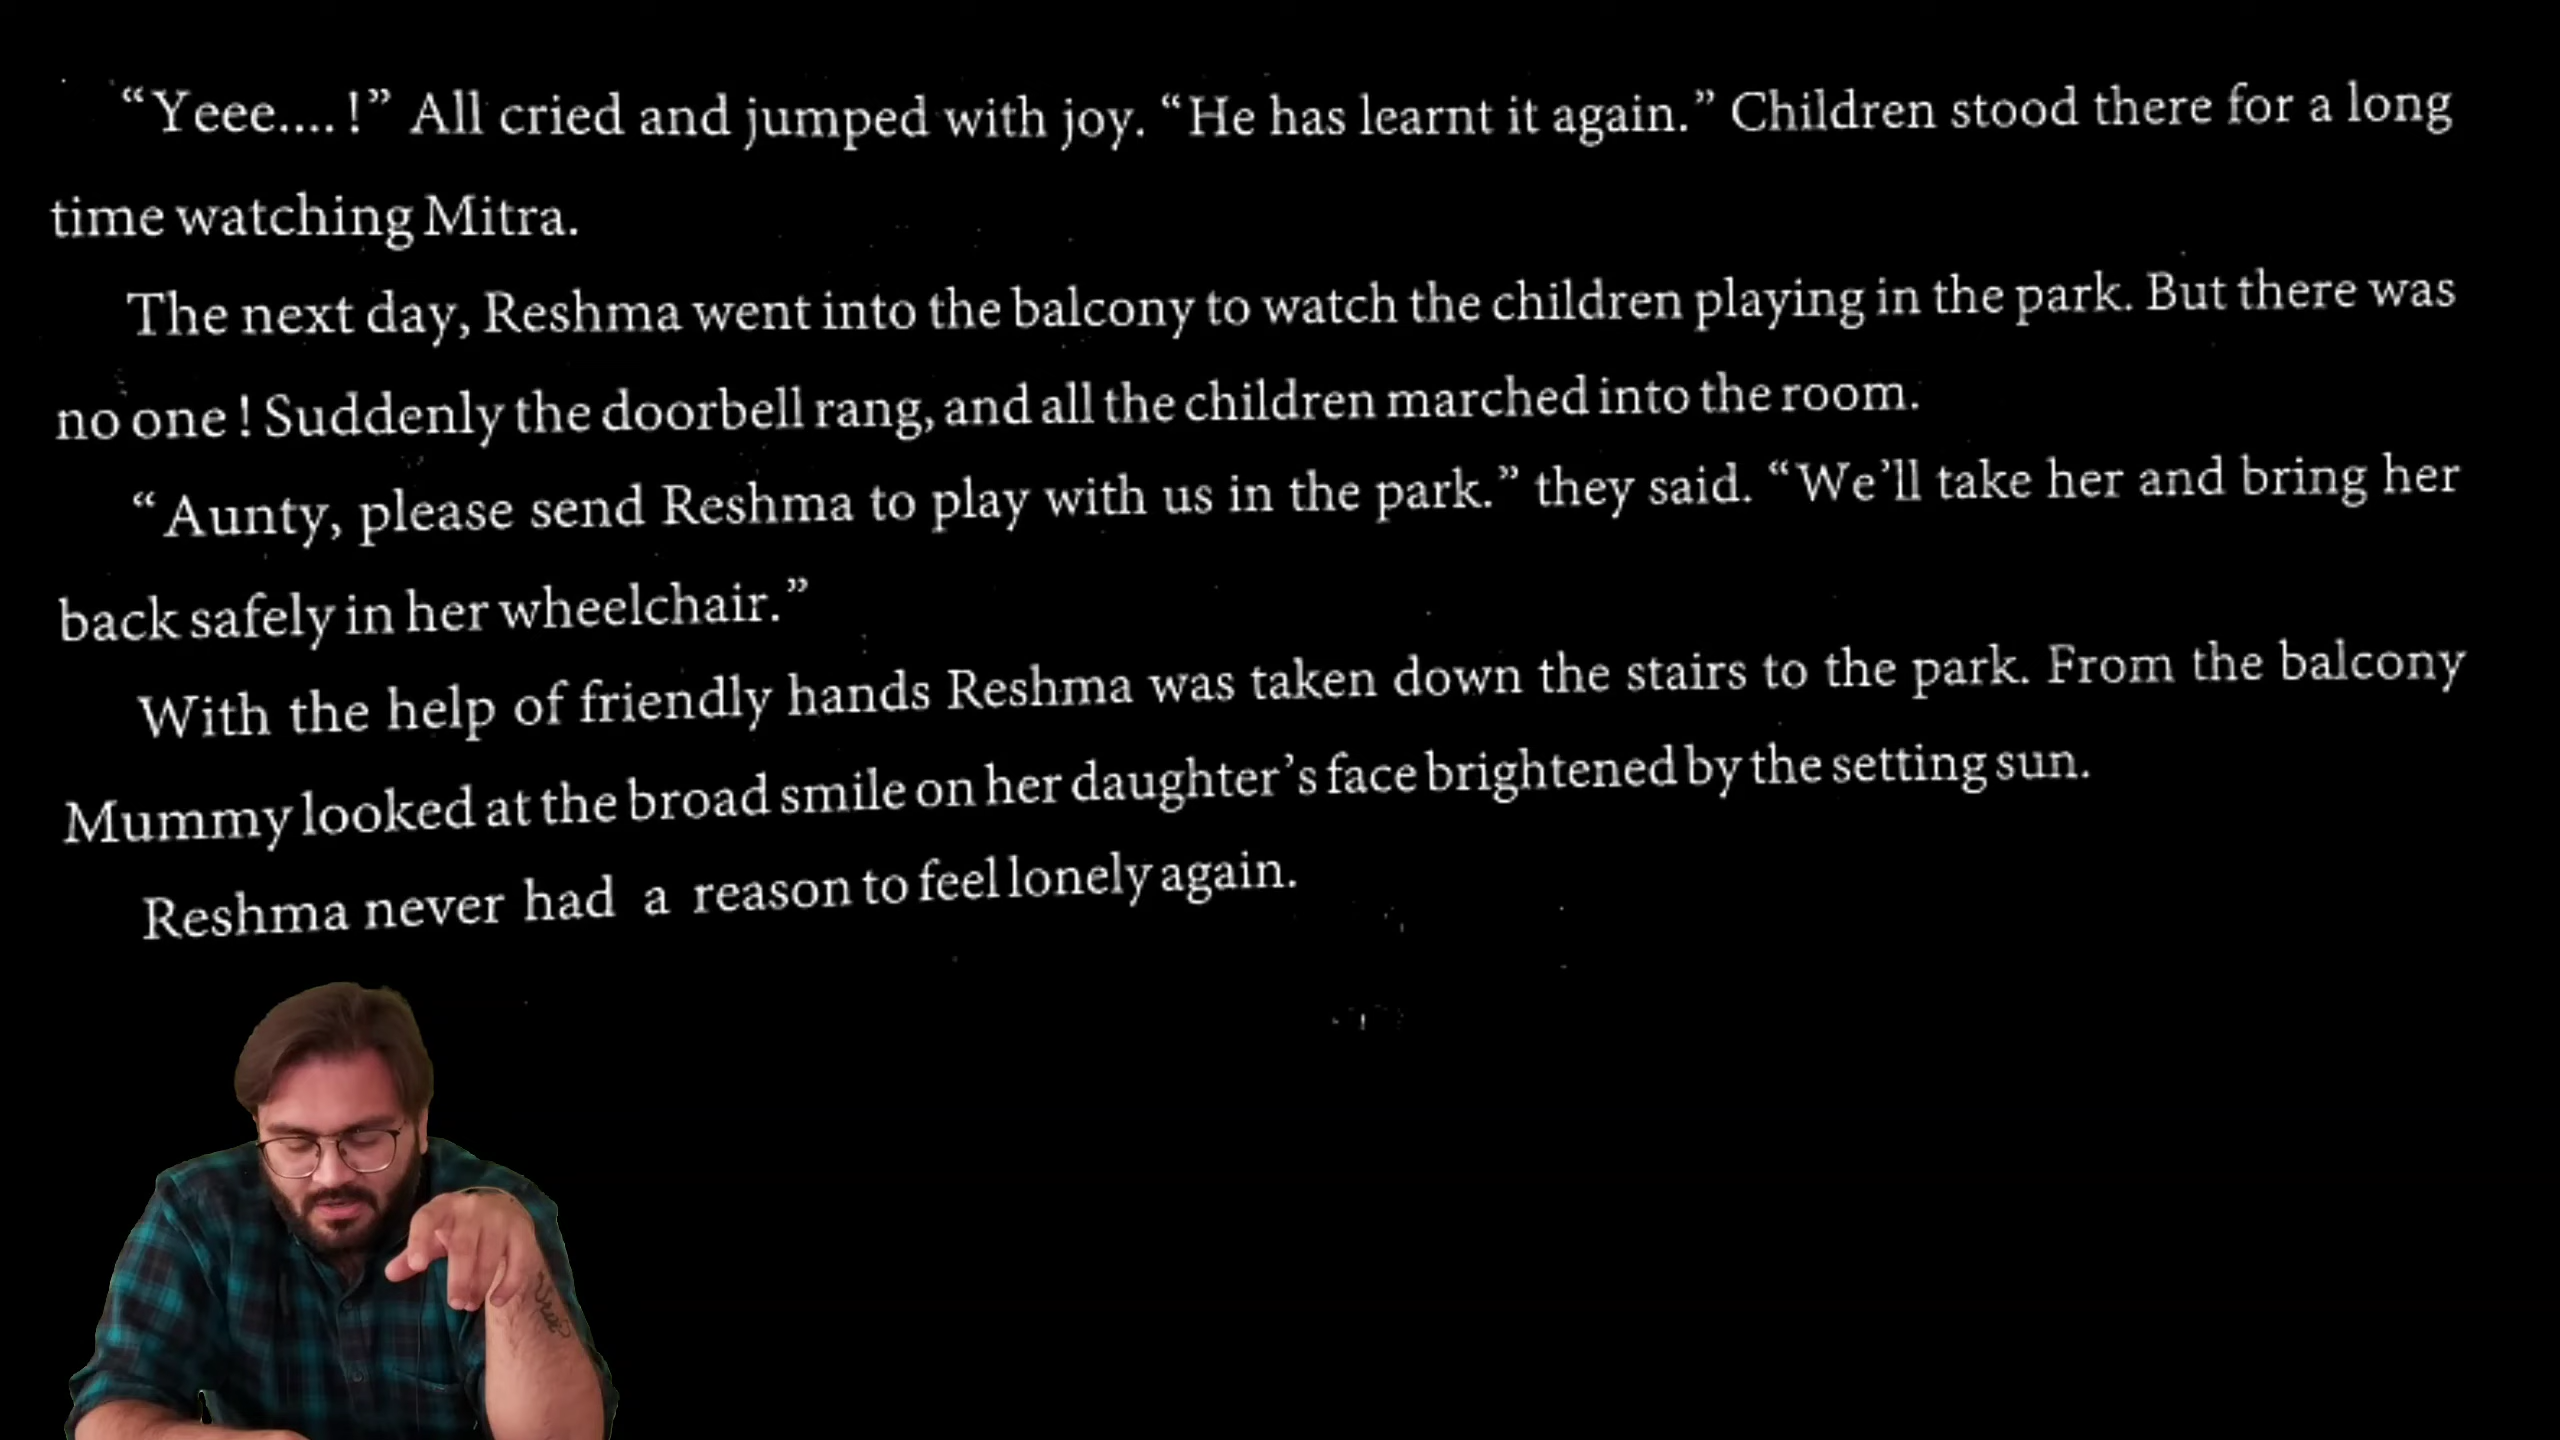 “Yeee.... !” All cried and jumped with joy. “He has learnt it again.” Children stood there for a long
time watching Mitra.
The next day, Reshma went into the balcony to watch the children playing in the park. But there was
no one ! Suddenly the doorbell rang, and all the children marched into the room.
“Aunty, please send Reshma to play with us in the park.” they said. “We’ll take her and bring her
back safely in her wheelchair.”
With the help of friendly hands Reshma was taken down the stairs to the park. From the balcony
Mummy looked at the broad smile on her daughter’s face brightened by the setting sun.
Reshma never had a reason to feel lonely again.